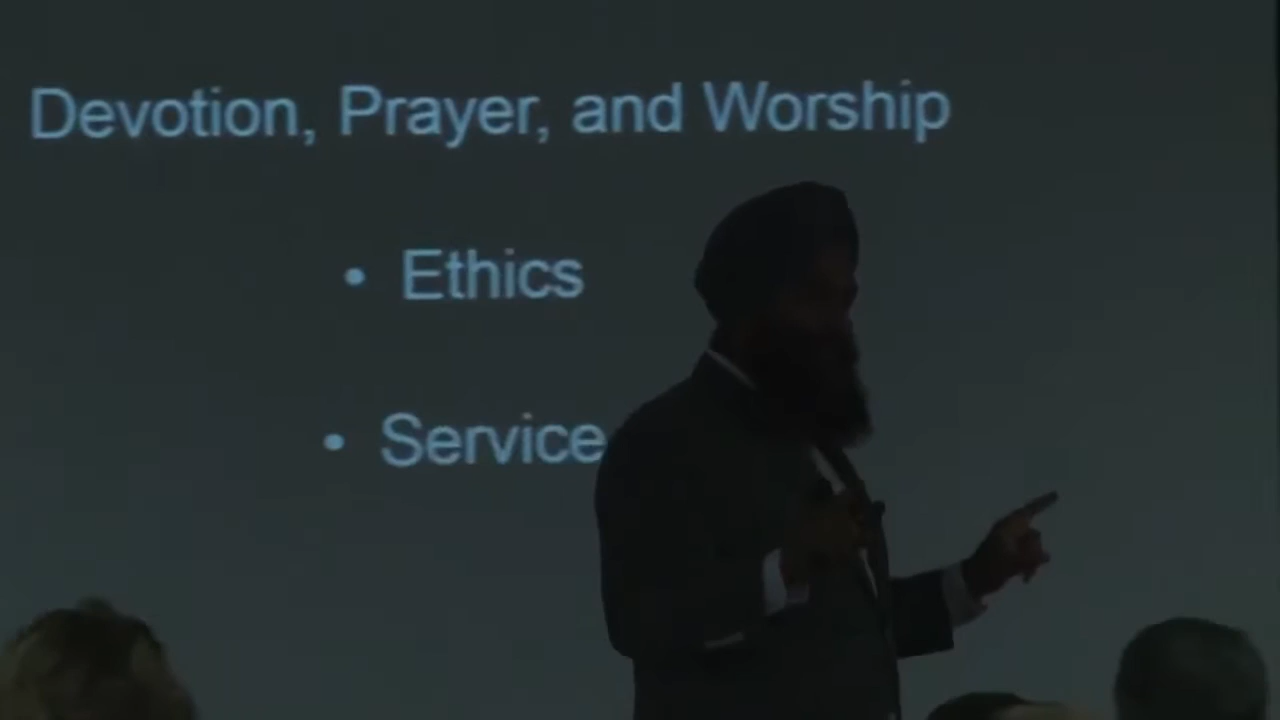 Devotion, Prayer, and Worship
• Ethics
• Service